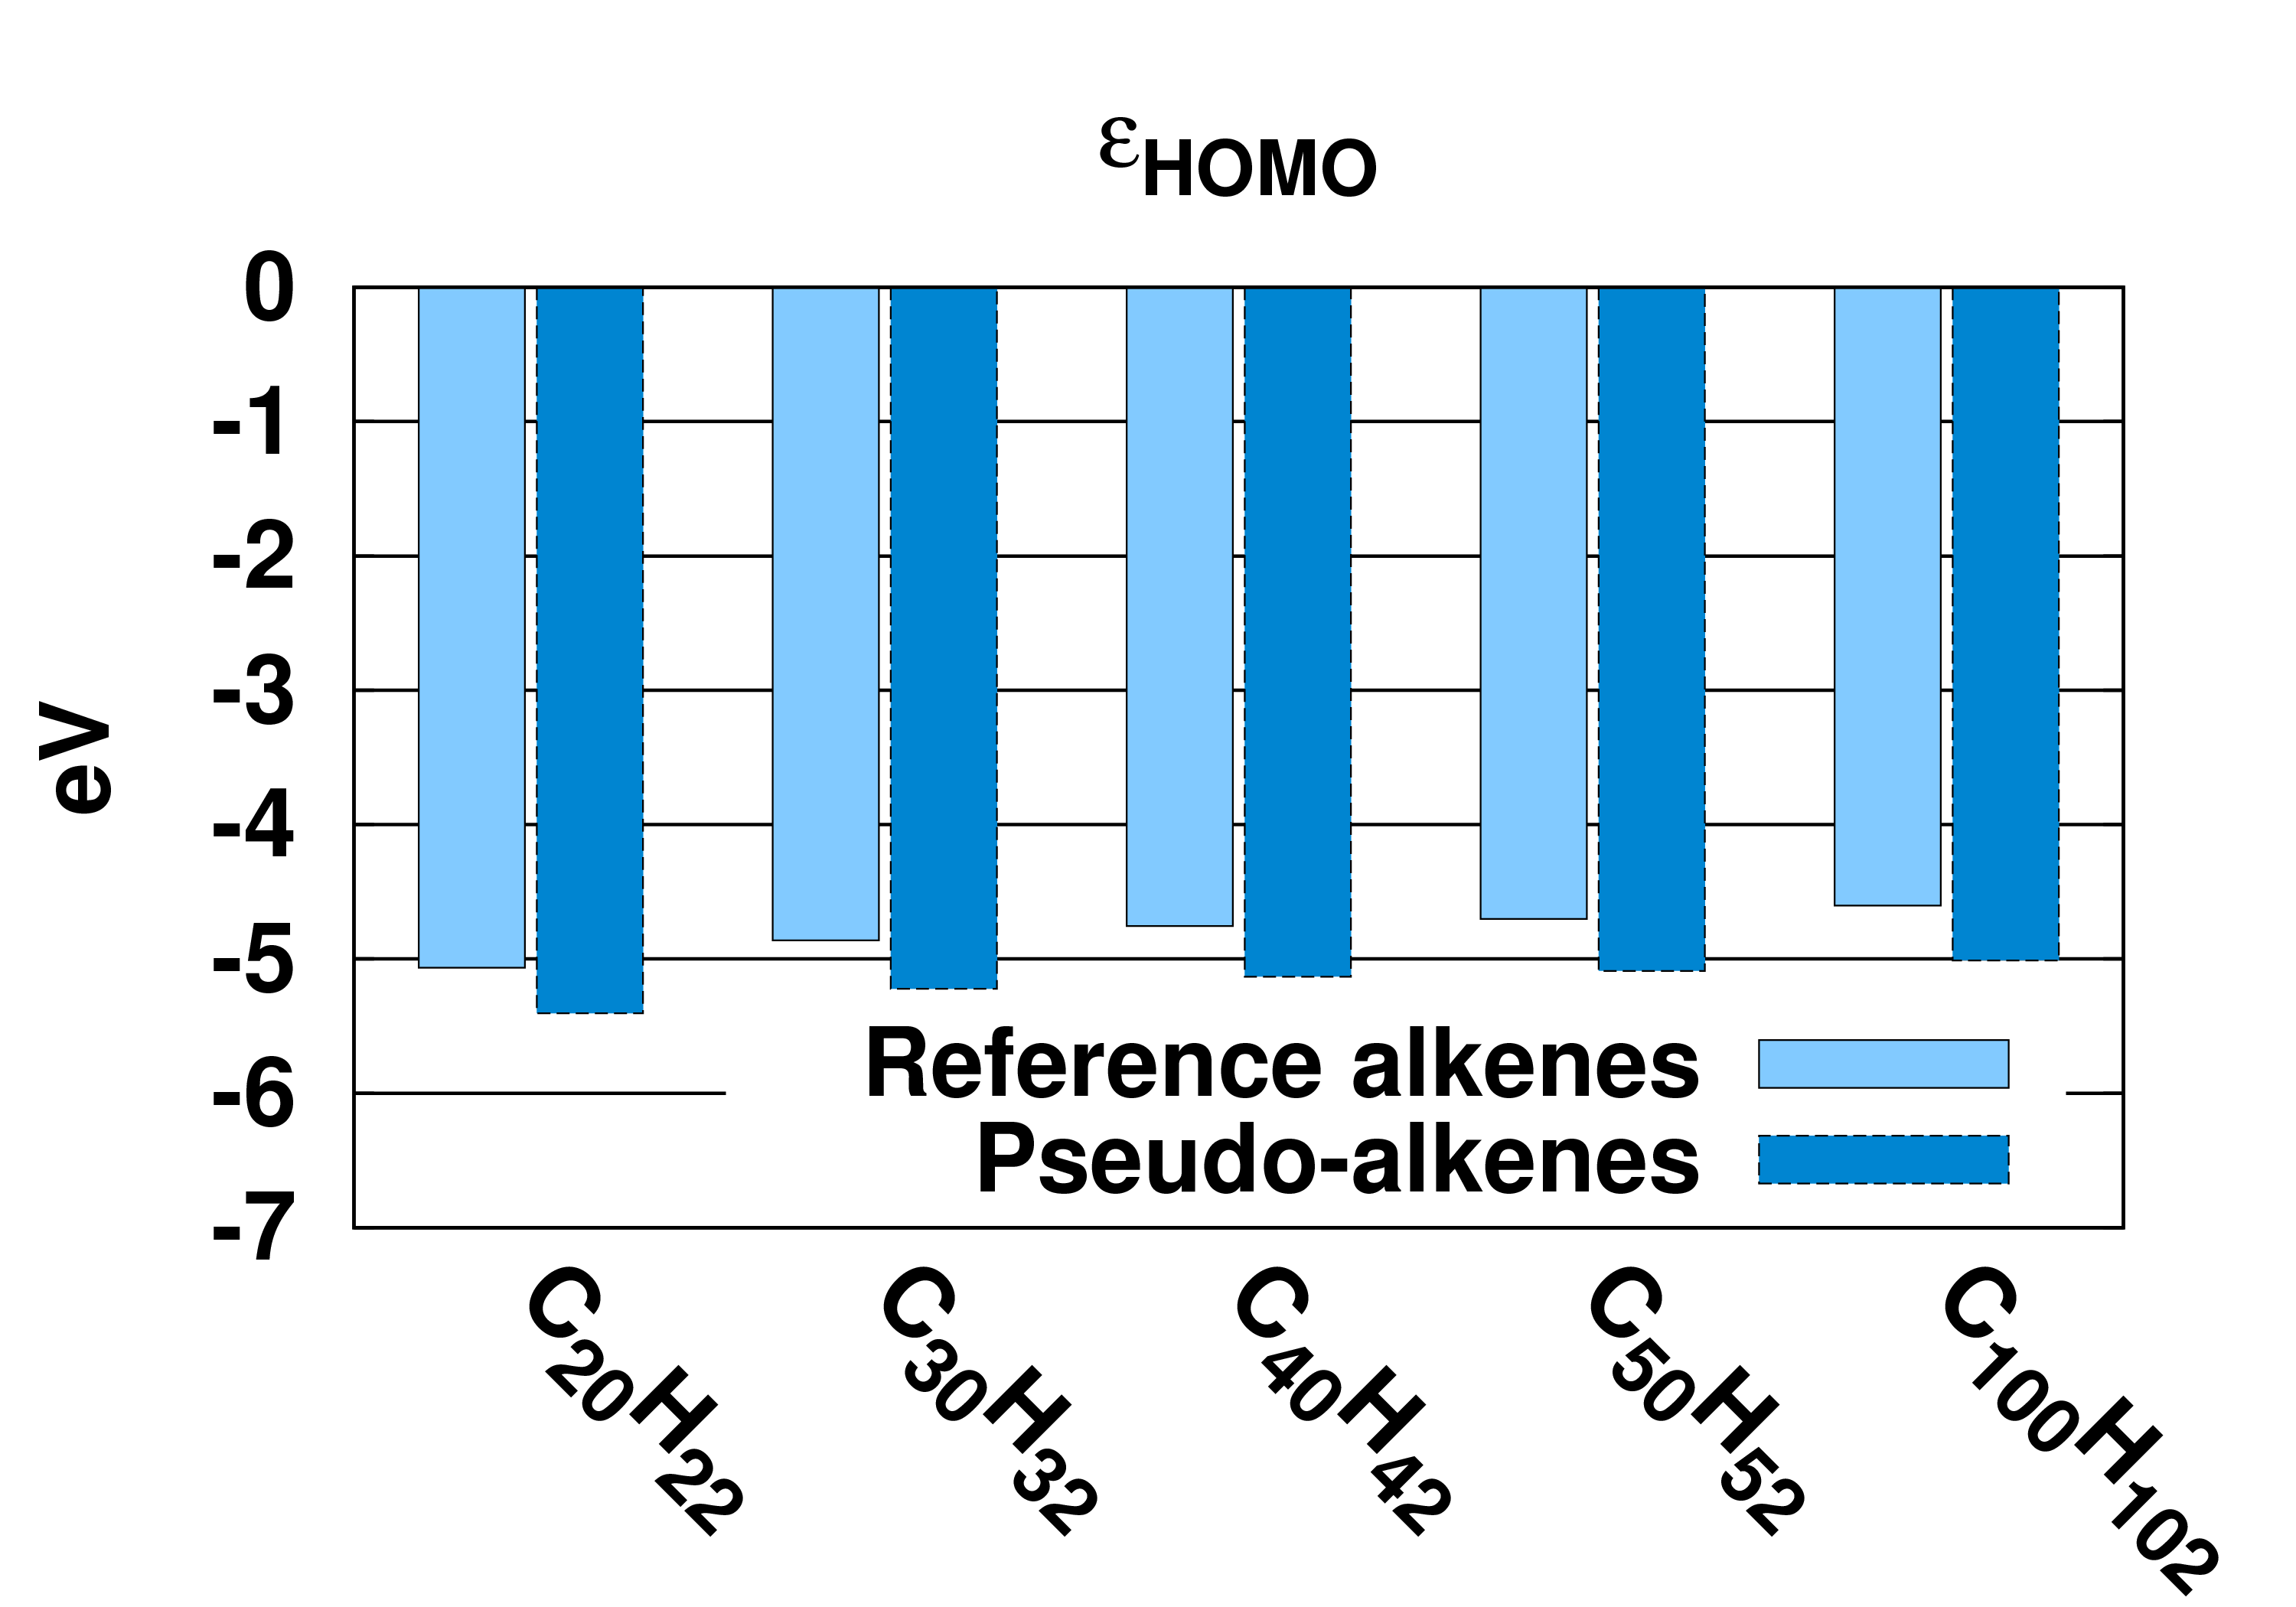 εHOMO
eV
0
-1
-2
-3
-4
-5
-6
-7
Reference alkenes
Pseudo-alkenes
C20H22
C30H32
C40H42
C50H52
C100H102